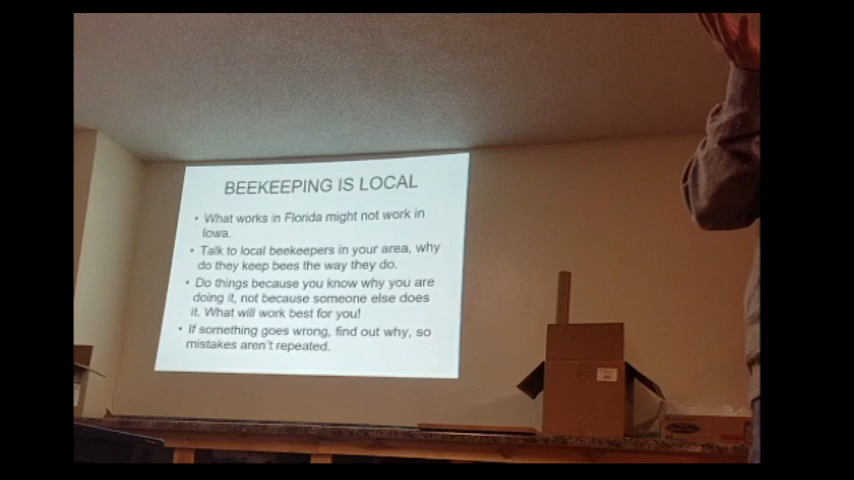 BEEKEEPING IS LOCAL
• What works in Florida might not work in
Iowa.
• Talk to local beekeepers in your area, why
do they keep bees the way they do.
• Do things because you know why you are
doing it, not because someone else does
it. What will work best for you!
• If something goes wrong, find out why, so
mistakes aren't repeated.